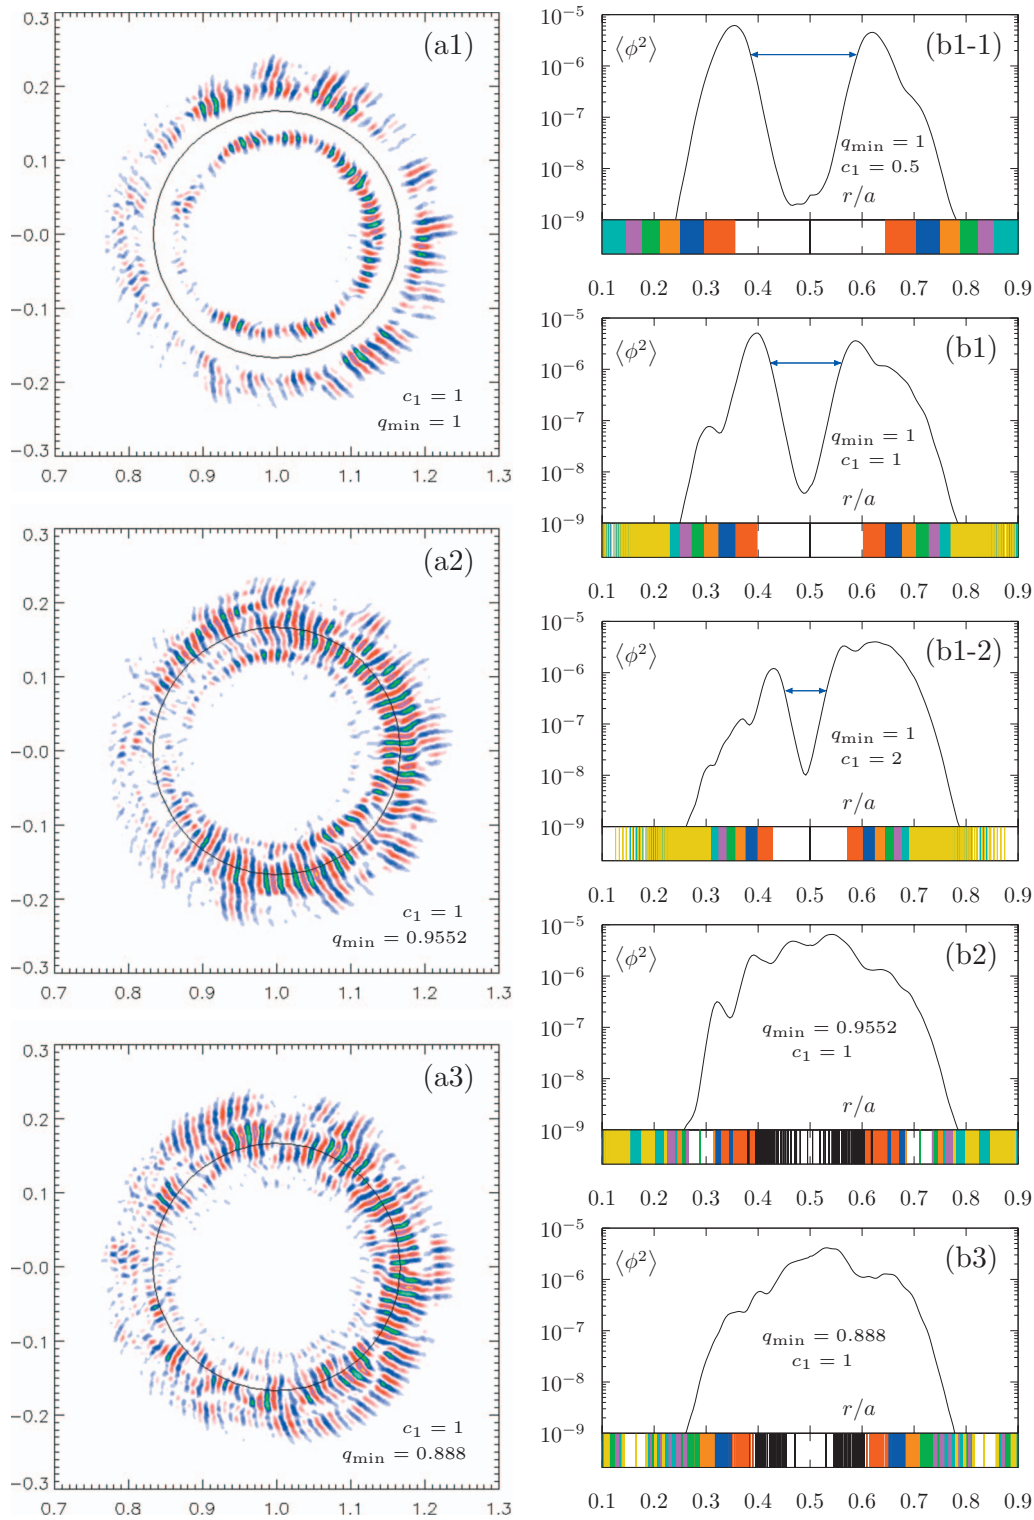 (a1)
0.3
0.2
0.1
-0.0
-0.1
-0.2
-0.3
c₁ = 1
q_min = 1
0.7 0.8 0.9 1.0 1.1 1.2 1.3
(a2)
0.3
0.2
0.1
-0.0
-0.1
-0.2
-0.3
c₁ = 1
q_min = 0.9552
0.7 0.8 0.9 1.0 1.1 1.2 1.3
(a3)
0.3
0.2
0.1
-0.0
-0.1
-0.2
-0.3
c₁ = 1
q_min = 0.888
0.7 0.8 0.9 1.0 1.1 1.2 1.3
10⁻⁵
10⁻⁶
10⁻⁷
10⁻⁸
10⁻⁹
⟨ϕ²⟩
(b1-1)
q_min = 1
c₁ = 0.5
r/a
0.1 0.2 0.3 0.4 0.5 0.6 0.7 0.8 0.9
10⁻⁵
10⁻⁶
10⁻⁷
10⁻⁸
10⁻⁹
⟨ϕ²⟩
(b1)
q_min = 1
c₁ = 1
r/a
0.1 0.2 0.3 0.4 0.5 0.6 0.7 0.8 0.9
10⁻⁵
10⁻⁶
10⁻⁷
10⁻⁸
10⁻⁹
⟨ϕ²⟩
(b1-2)
q_min = 1
c₁ = 2
r/a
0.1 0.2 0.3 0.4 0.5 0.6 0.7 0.8 0.9
10⁻⁵
10⁻⁶
10⁻⁷
10⁻⁸
10⁻⁹
⟨ϕ²⟩
(b2)
q_min = 0.9552
c₁ = 1
r/a
0.1 0.2 0.3 0.4 0.5 0.6 0.7 0.8 0.9
10⁻⁵
10⁻⁶
10⁻⁷
10⁻⁸
10⁻⁹
⟨ϕ²⟩
(b3)
q_min = 0.888
c₁ = 1
r/a
0.1 0.2 0.3 0.4 0.5 0.6 0.7 0.8 0.9